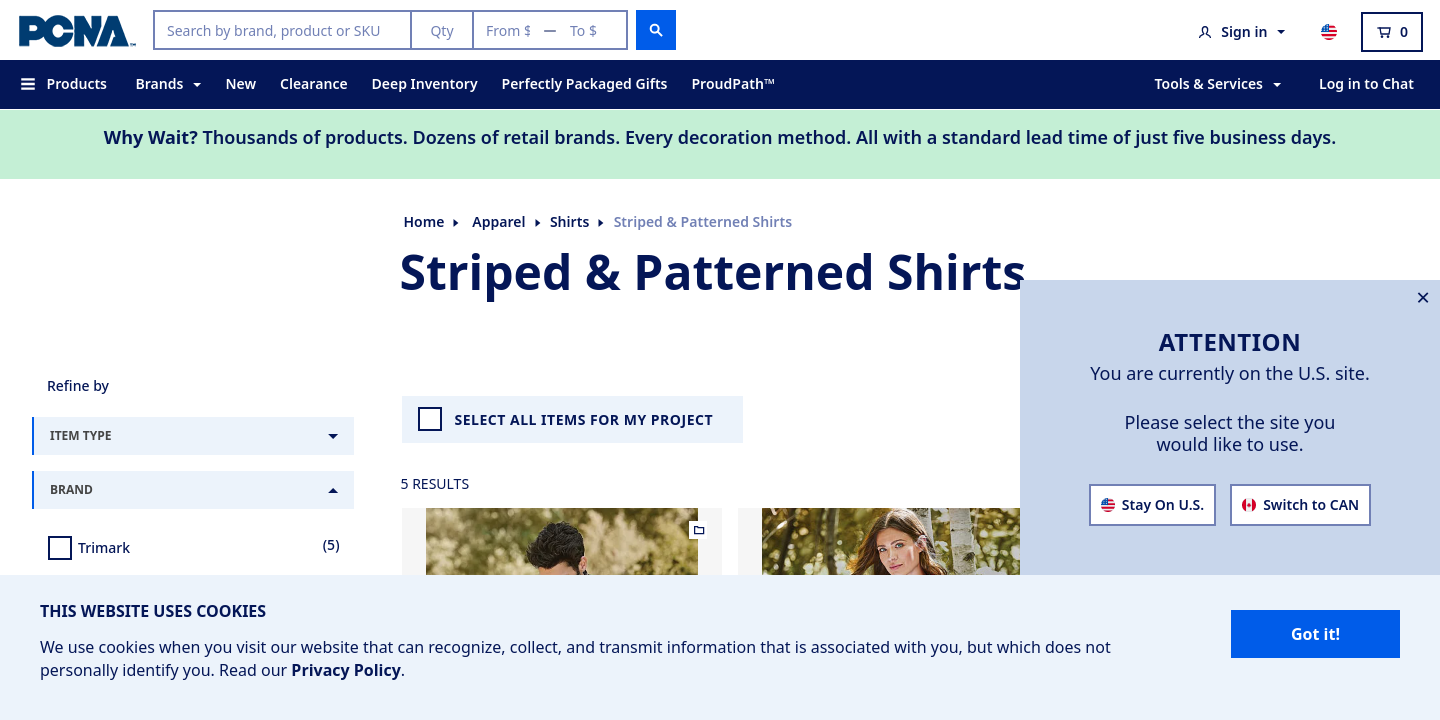 PCNA™
Search by brand, product or SKU
Qty
From $ — To $
Sign in
0
Products
Brands
New
Clearance
Deep Inventory
Perfectly Packaged Gifts
ProudPath™
Tools & Services
Log in to Chat
Why Wait? Thousands of products. Dozens of retail brands. Every decoration method. All with a standard lead time of just five business days.
Home
Apparel
Shirts
Striped & Patterned Shirts
Striped & Patterned Shirts
ATTENTION
You are currently on the U.S. site.
Please select the site you
would like to use.
Stay On U.S.
Switch to CAN
Refine by
ITEM TYPE
BRAND
Trimark
(5)
SELECT ALL ITEMS FOR MY PROJECT
5 RESULTS
THIS WEBSITE USES COOKIES
We use cookies when you visit our website that can recognize, collect, and transmit information that is associated with you, but which does not
personally identify you. Read our Privacy Policy.
Got it!